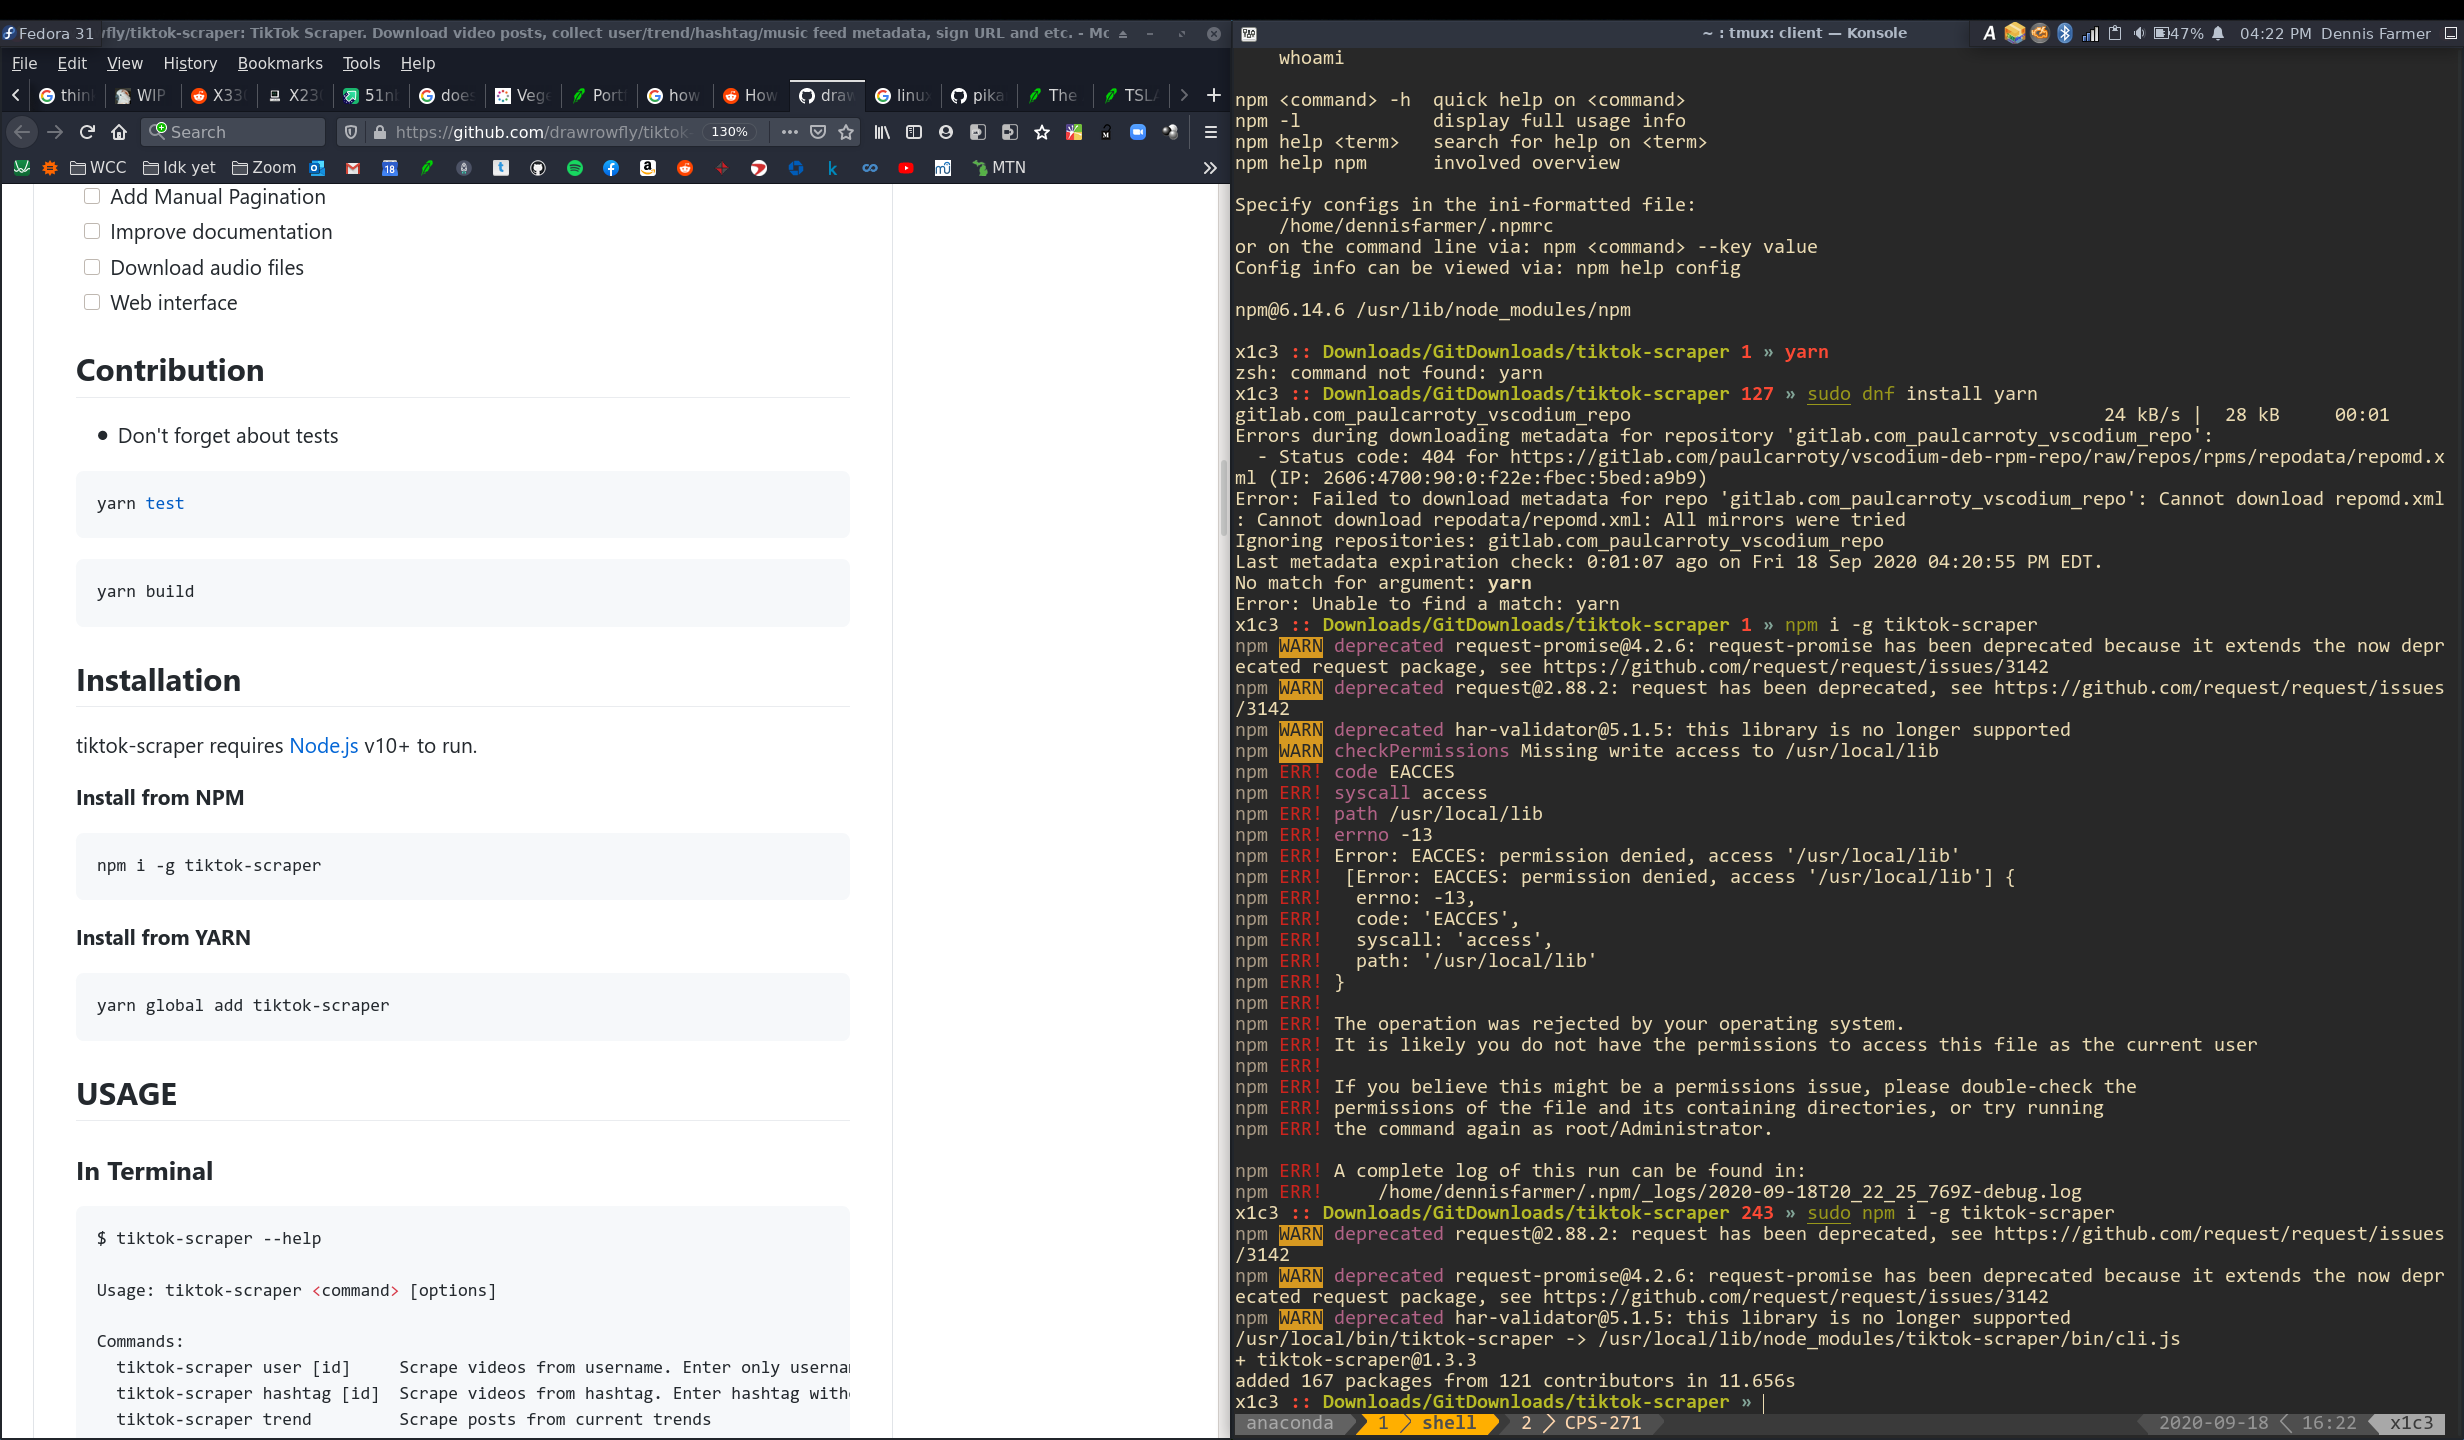 Fedora 31
fly/tiktok-scraper: TikTok Scraper. Download video posts, collect user/trend/hashtag/music feed metadata, sign URL and etc. - Mc
File Edit View History Bookmarks Tools Help
think WIP X33 X23 51n does Vege Port how How draw linux pika The TSLA
Search https://github.com/drawrowfly/tiktok- 130%
WCC Idk yet Zoom 18 MTN
Add Manual Pagination
Improve documentation
Download audio files
Web interface
Contribution
Don't forget about tests
yarn test
yarn build
Installation
tiktok-scraper requires Node.js v10+ to run.
Install from NPM
npm i -g tiktok-scraper
Install from YARN
yarn global add tiktok-scraper
USAGE
In Terminal
$ tiktok-scraper --help
Usage: tiktok-scraper <command> [options]
Commands:
tiktok-scraper user [id] Scrape videos from username. Enter only userna
tiktok-scraper hashtag [id] Scrape videos from hashtag. Enter hashtag with
tiktok-scraper trend Scrape posts from current trends
~ : tmux: client — Konsole
47% 04:22 PM Dennis Farmer
whoami
npm <command> -h quick help on <command>
npm -l display full usage info
npm help <term> search for help on <term>
npm help npm involved overview
Specify configs in the ini-formatted file:
/home/dennisfarmer/.npmrc
or on the command line via: npm <command> --key value
Config info can be viewed via: npm help config
npm@6.14.6 /usr/lib/node_modules/npm
x1c3 :: Downloads/GitDownloads/tiktok-scraper 1 » yarn
zsh: command not found: yarn
x1c3 :: Downloads/GitDownloads/tiktok-scraper 127 » sudo dnf install yarn
gitlab.com_paulcarroty_vscodium_repo 24 kB/s | 28 kB 00:01
Errors during downloading metadata for repository 'gitlab.com_paulcarroty_vscodium_repo':
- Status code: 404 for https://gitlab.com/paulcarroty/vscodium-deb-rpm-repo/raw/repos/rpms/repodata/repomd.x
ml (IP: 2606:4700:90:0:f22e:fbec:5bed:a9b9)
Error: Failed to download metadata for repo 'gitlab.com_paulcarroty_vscodium_repo': Cannot download repomd.xml
: Cannot download repodata/repomd.xml: All mirrors were tried
Ignoring repositories: gitlab.com_paulcarroty_vscodium_repo
Last metadata expiration check: 0:01:07 ago on Fri 18 Sep 2020 04:20:55 PM EDT.
No match for argument: yarn
Error: Unable to find a match: yarn
x1c3 :: Downloads/GitDownloads/tiktok-scraper 1 » npm i -g tiktok-scraper
npm WARN deprecated request-promise@4.2.6: request-promise has been deprecated because it extends the now depr
ecated request package, see https://github.com/request/request/issues/3142
npm WARN deprecated request@2.88.2: request has been deprecated, see https://github.com/request/request/issues
/3142
npm WARN deprecated har-validator@5.1.5: this library is no longer supported
npm WARN checkPermissions Missing write access to /usr/local/lib
npm ERR! code EACCES
npm ERR! syscall access
npm ERR! path /usr/local/lib
npm ERR! errno -13
npm ERR! Error: EACCES: permission denied, access '/usr/local/lib'
npm ERR! [Error: EACCES: permission denied, access '/usr/local/lib'] {
npm ERR! errno: -13,
npm ERR! code: 'EACCES',
npm ERR! syscall: 'access',
npm ERR! path: '/usr/local/lib'
npm ERR! }
npm ERR!
npm ERR! The operation was rejected by your operating system.
npm ERR! It is likely you do not have the permissions to access this file as the current user
npm ERR!
npm ERR! If you believe this might be a permissions issue, please double-check the
npm ERR! permissions of the file and its containing directories, or try running
npm ERR! the command again as root/Administrator.
npm ERR! A complete log of this run can be found in:
npm ERR! /home/dennisfarmer/.npm/_logs/2020-09-18T20_22_25_769Z-debug.log
x1c3 :: Downloads/GitDownloads/tiktok-scraper 243 » sudo npm i -g tiktok-scraper
npm WARN deprecated request@2.88.2: request has been deprecated, see https://github.com/request/request/issues
/3142
npm WARN deprecated request-promise@4.2.6: request-promise has been deprecated because it extends the now depr
ecated request package, see https://github.com/request/request/issues/3142
npm WARN deprecated har-validator@5.1.5: this library is no longer supported
/usr/local/bin/tiktok-scraper -> /usr/local/lib/node_modules/tiktok-scraper/bin/cli.js
+ tiktok-scraper@1.3.3
added 167 packages from 121 contributors in 11.656s
x1c3 :: Downloads/GitDownloads/tiktok-scraper »
anaconda 1 shell 2 CPS-271 2020-09-18 16:22 x1c3